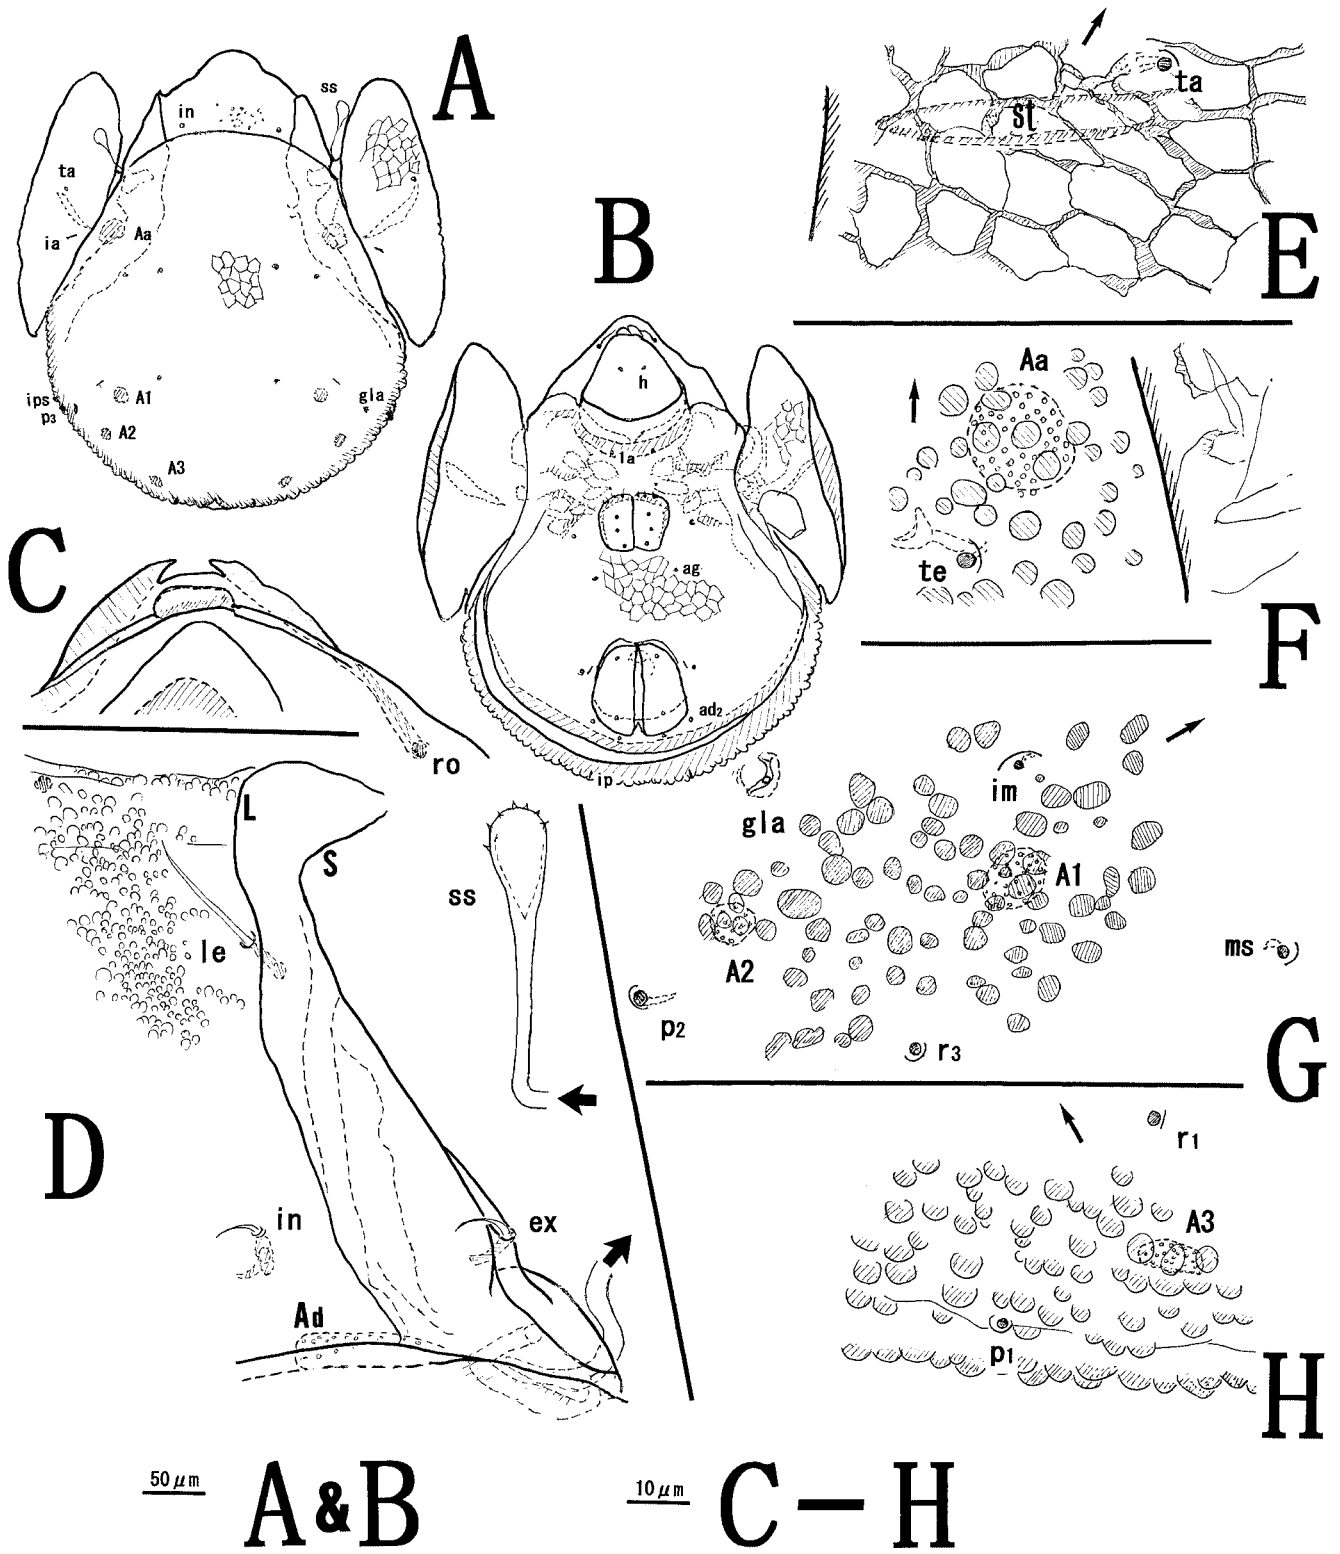 A
in
ss
ta
ia
Aa
ips
p3
A1
gla
A2
A3
B
h
la
ag
ad2
ip
C
ro
D
L
S
le
ss
in
ex
Ad
E
ta
st
F
Aa
te
G
im
gla
A1
A2
ms
p2
r3
H
r1
A3
p1
50 μm
A & B
10 μm
C — H